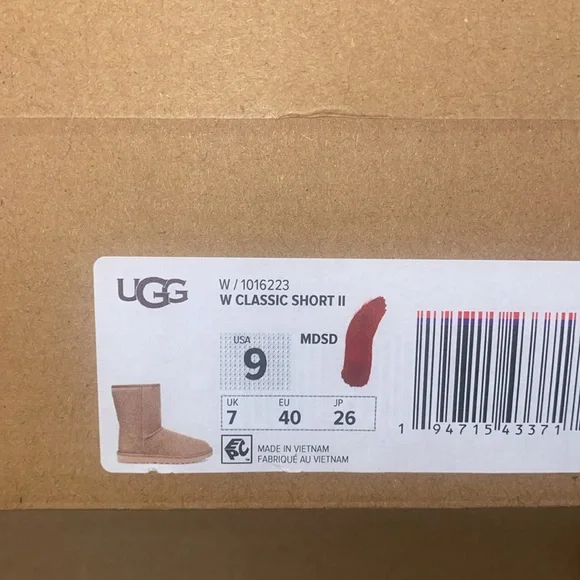 UGG
W / 1016223
W CLASSIC SHORT II
USA
9
MDSD
UK EU JP
7 40 26
MADE IN VIETNAM
FABRIQUÉ AU VIETNAM
1 94715 43371